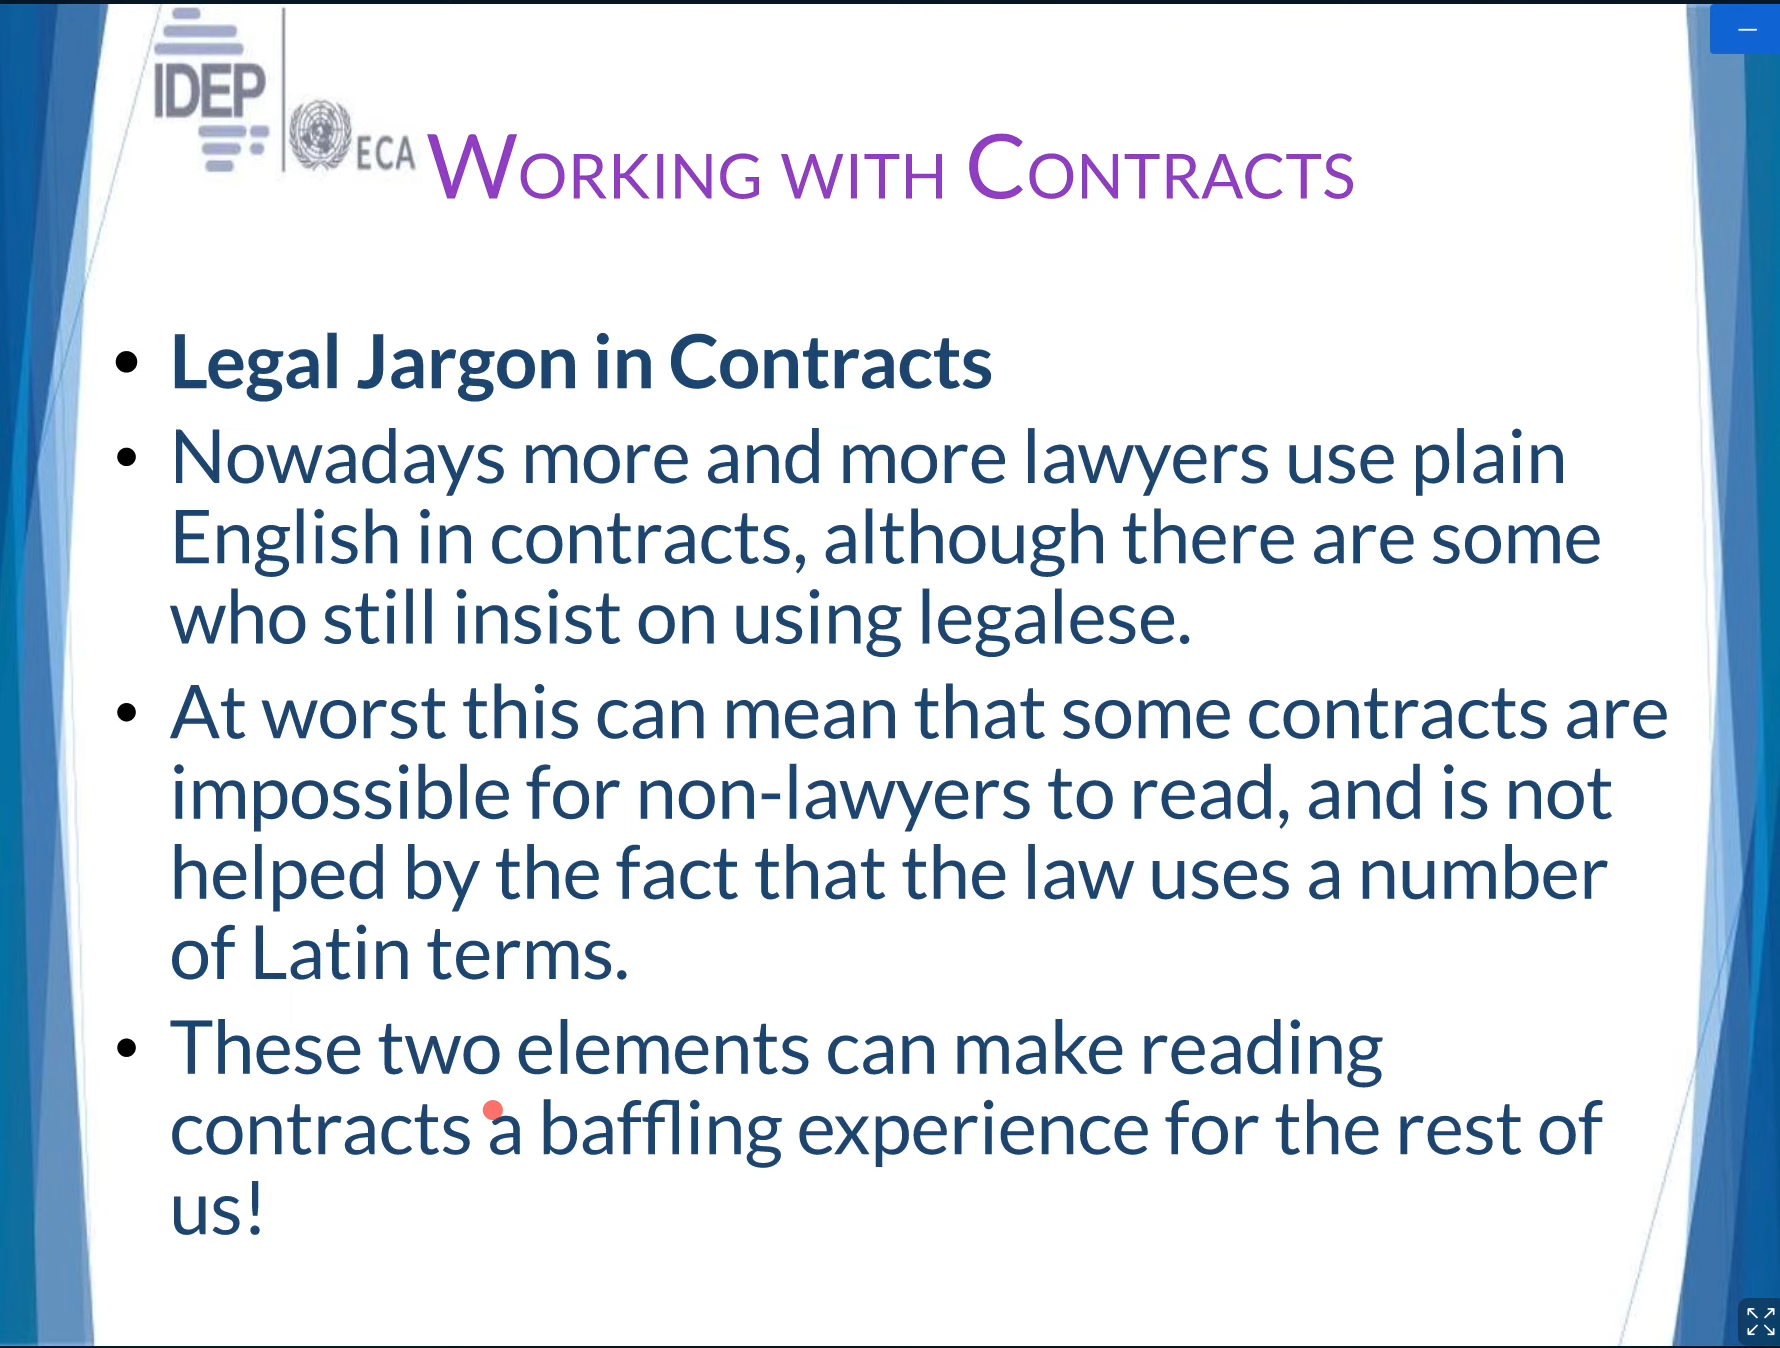 IDEP
ECA
WORKING WITH CONTRACTS
• Legal Jargon in Contracts
• Nowadays more and more lawyers use plain
English in contracts, although there are some
who still insist on using legalese.
• At worst this can mean that some contracts are
impossible for non-lawyers to read, and is not
helped by the fact that the law uses a number
of Latin terms.
• These two elements can make reading
contracts a baffling experience for the rest of
us!